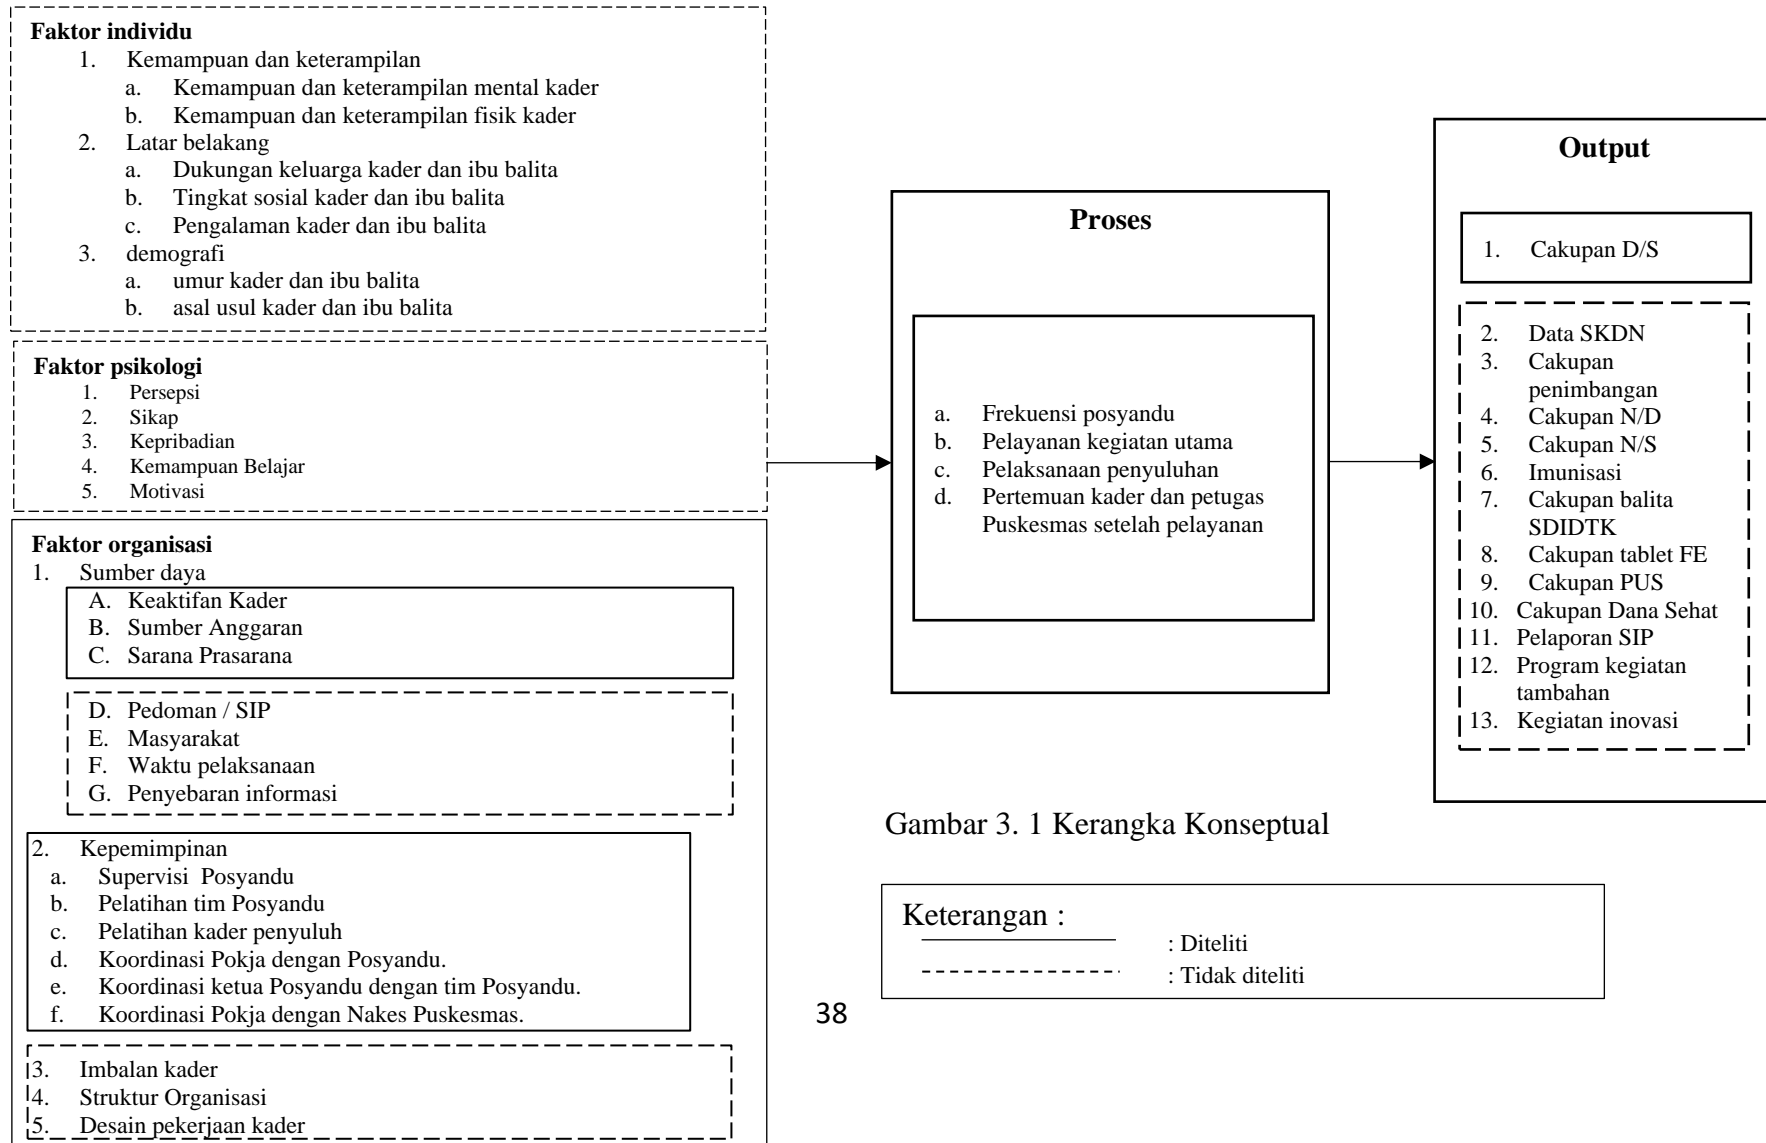 Faktor individu
1. Kemampuan dan keterampilan
a. Kemampuan dan keterampilan mental kader
b. Kemampuan dan keterampilan fisik kader
2. Latar belakang
a. Dukungan keluarga kader dan ibu balita
b. Tingkat sosial kader dan ibu balita
c. Pengalaman kader dan ibu balita
3. demografi
a. umur kader dan ibu balita
b. asal usul kader dan ibu balita
Faktor psikologi
1. Persepsi
2. Sikap
3. Kepribadian
4. Kemampuan Belajar
5. Motivasi
Faktor organisasi
1. Sumber daya
A. Keaktifan Kader
B. Sumber Anggaran
C. Sarana Prasarana
D. Pedoman / SIP
E. Masyarakat
F. Waktu pelaksanaan
G. Penyebaran informasi
2. Kepemimpinan
a. Supervisi Posyandu
b. Pelatihan tim Posyandu
c. Pelatihan kader penyuluh
d. Koordinasi Pokja dengan Posyandu.
e. Koordinasi ketua Posyandu dengan tim Posyandu.
f. Koordinasi Pokja dengan Nakes Puskesmas.
3. Imbalan kader
4. Struktur Organisasi
5. Desain pekerjaan kader
Proses
a. Frekuensi posyandu
b. Pelayanan kegiatan utama
c. Pelaksanaan penyuluhan
d. Pertemuan kader dan petugas
Puskesmas setelah pelayanan
Output
1. Cakupan D/S
2. Data SKDN
3. Cakupan
penimbangan
4. Cakupan N/D
5. Cakupan N/S
6. Imunisasi
7. Cakupan balita
SDIDTK
8. Cakupan tablet FE
9. Cakupan PUS
10. Cakupan Dana Sehat
11. Pelaporan SIP
12. Program kegiatan
tambahan
13. Kegiatan inovasi
Gambar 3. 1 Kerangka Konseptual
Keterangan :
: Diteliti
: Tidak diteliti
38